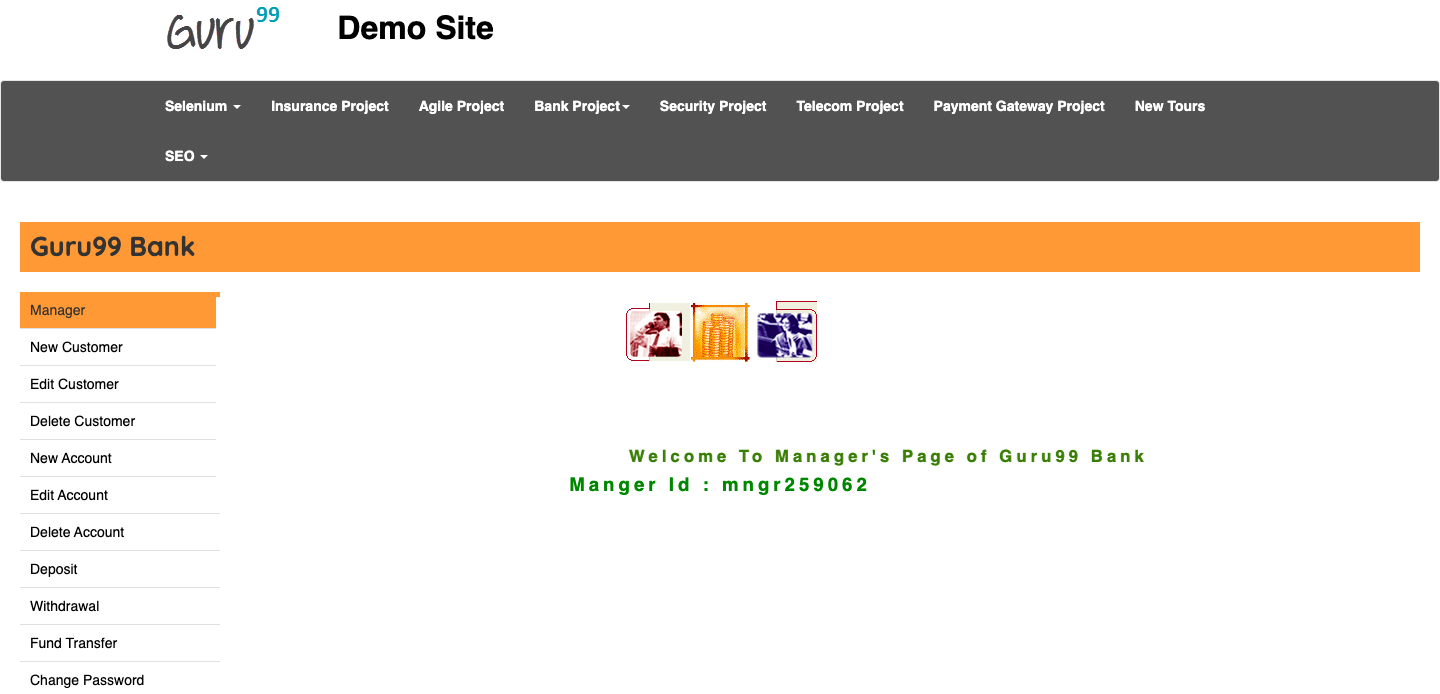 Guru99 Demo Site
Selenium Insurance Project Agile Project Bank Project Security Project Telecom Project Payment Gateway Project New Tours
SEO
Guru99 Bank
Manager
New Customer
Edit Customer
Delete Customer
New Account
Edit Account
Delete Account
Deposit
Withdrawal
Fund Transfer
Change Password
Welcome To Manager's Page of Guru99 Bank
Manger Id : mngr259062